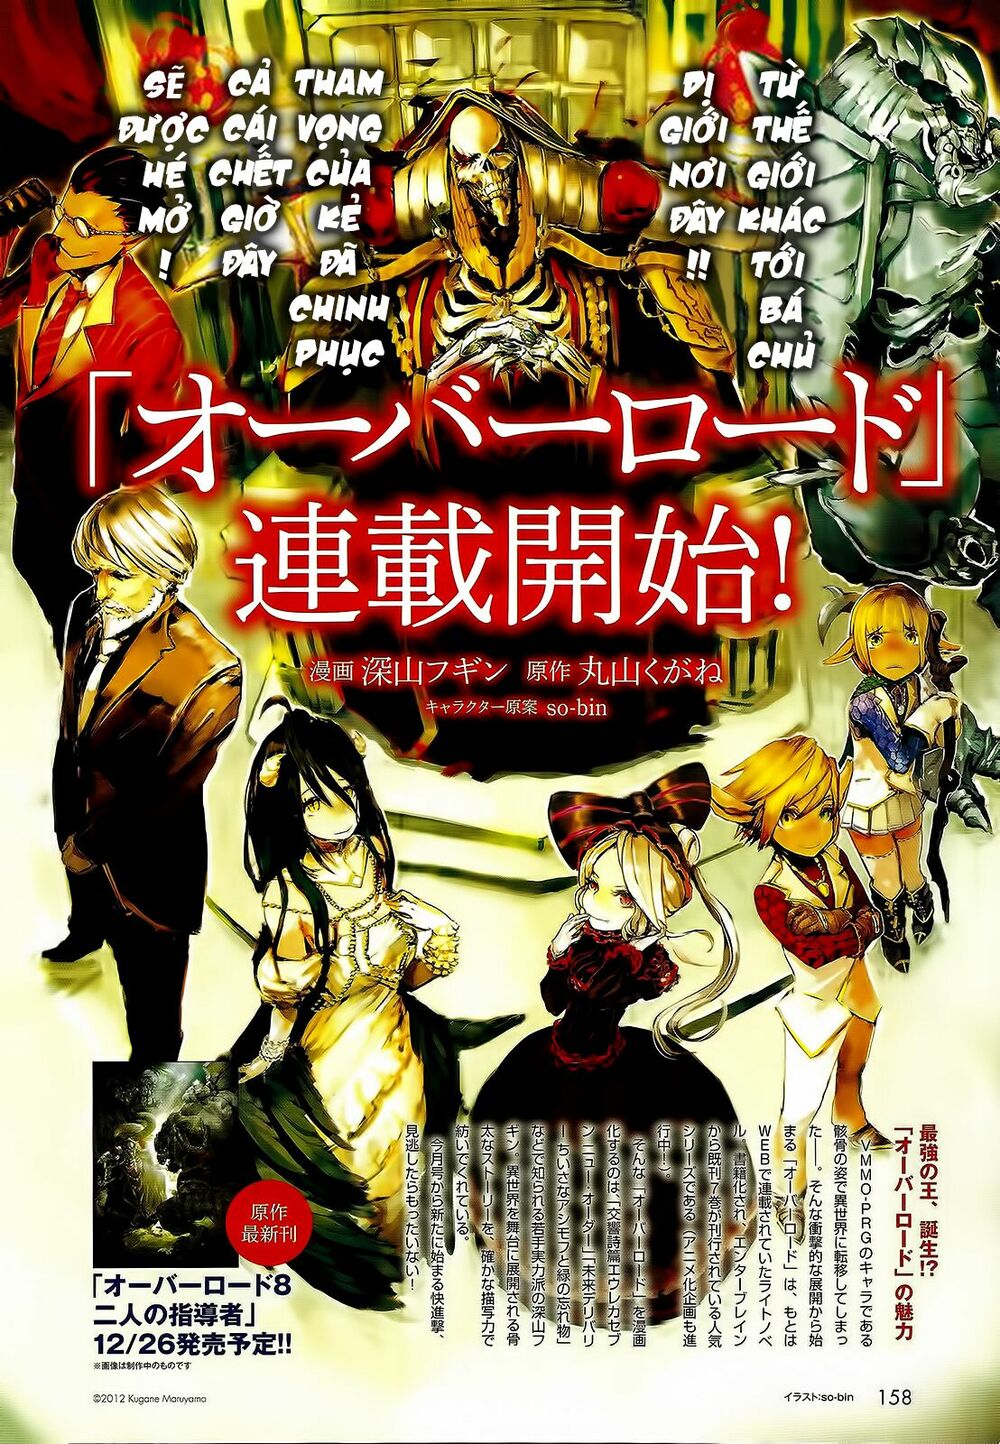 TỪ THẾ GIỚI KHÁC TỚI BÁ CHỦ
DỊ GIỚI NƠI ĐÂY !!
THAM VỌNG CỦA KẺ ĐÃ CHINH PHỤC
CẢ CÁI CHẾT GIỜ ĐÂY
SẼ ĐƯỢC HÉ MỞ !
「オーバーロード」
連載開始!
漫画 深山フギン 原作 丸山くがね
キャラクター原案 so-bin
最強の王、誕生!?
「オーバーロード」の魅力
VMMO-PRGのキャラである
骸骨の姿で異世界に転移してしまっ
た――。そんな衝撃的な展開から始
まる「オーバーロード」は、もとは
WEBで連載されていたライトノベ
ル。書籍化され、エンターブレイン
から既刊7巻が刊行されている人気
シリーズである(アニメ化企画も進
行中!)。
そんな「オーバーロード」を漫画
化するのは、「交響詩篇エウレカセブ
ン ニュー・オーダー」「未来デリバリ
ー ちいさなアシモフと緑の忘れ物」
などで知られる若手実力派の深山フ
ギン。異世界を舞台に展開される骨
太なストーリーを、確かな描写力で
紡いでくれている。
今月号から新たに始まる快進撃、
見逃したらもったいない!
原作
最新刊
「オーバーロード8
二人の指導者」
12/26発売予定!!
※画像は制作中のものです
©2012 Kugane Maruyama
イラスト:so-bin 158